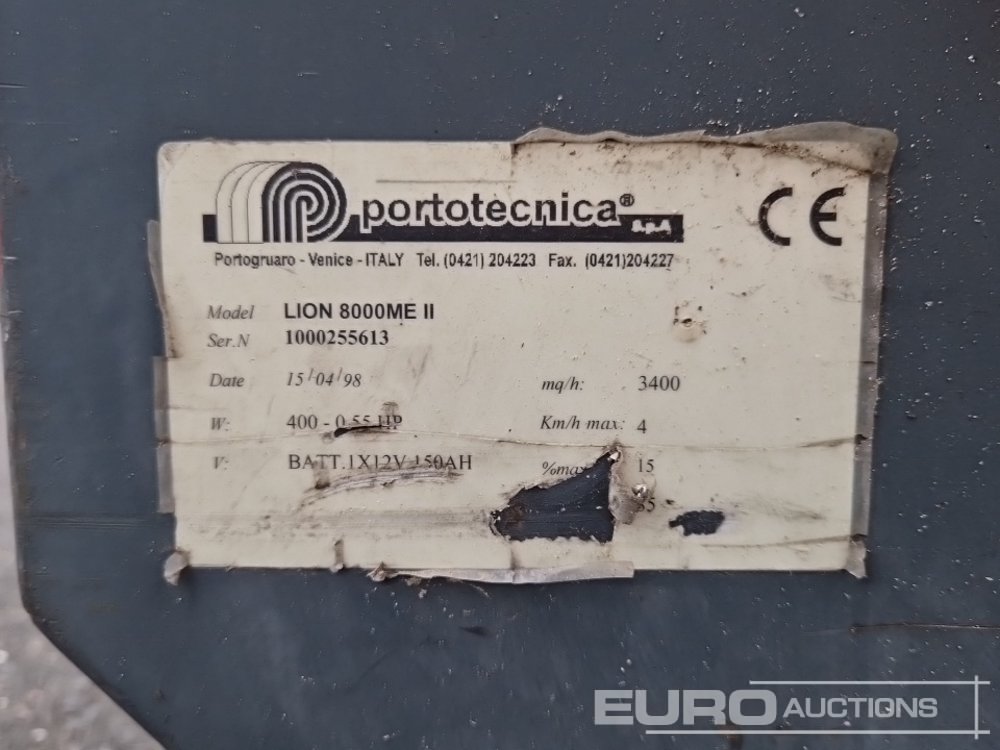 portotecnica® S.p.A
CE
Portogruaro - Venice - ITALY Tel. (0421) 204223 Fax. (0421)204227
Model LION 8000ME II
Ser.N 1000255613
Date 15/04/98 mq/h: 3400
W: 400 - 0,55 HP Km/h max: 4
V: BATT.1X12V 150AH %max 15
EURO AUCTIONS